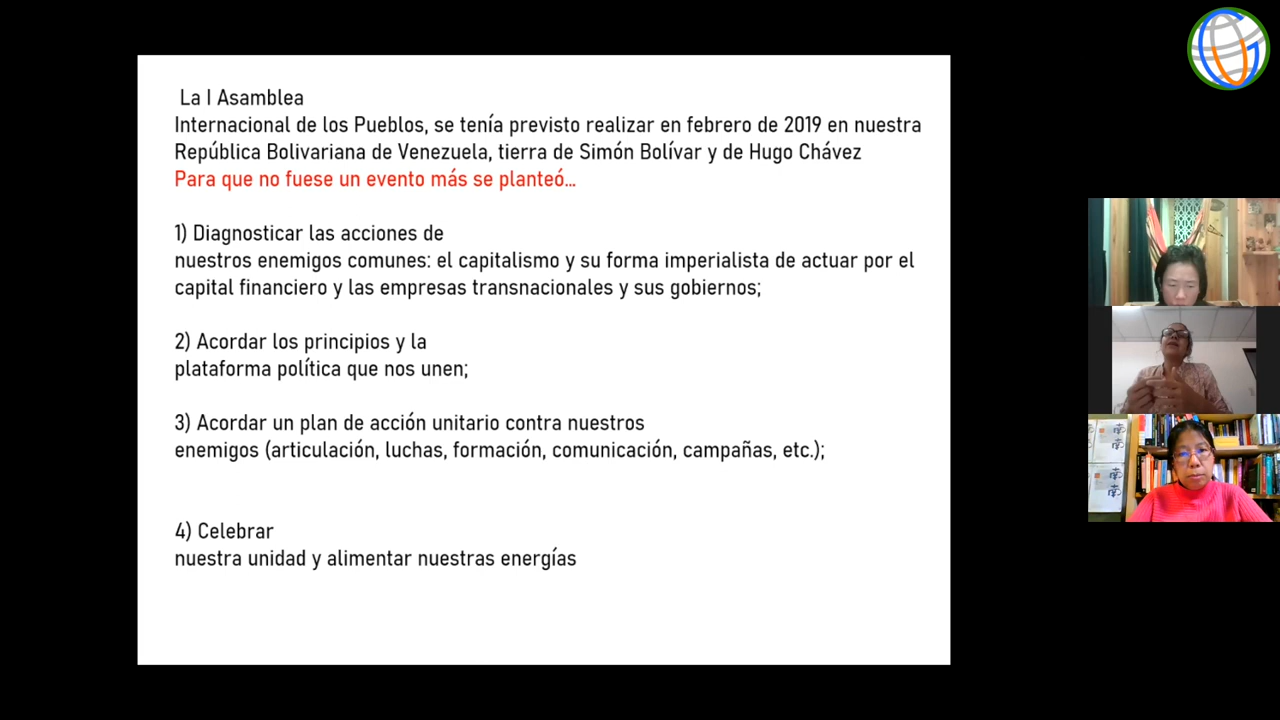 La I Asamblea
Internacional de los Pueblos, se tenía previsto realizar en febrero de 2019 en nuestra
República Bolivariana de Venezuela, tierra de Simón Bolívar y de Hugo Chávez
Para que no fuese un evento más se planteó...
1) Diagnosticar las acciones de
nuestros enemigos comunes: el capitalismo y su forma imperialista de actuar por el
capital financiero y las empresas transnacionales y sus gobiernos;
2) Acordar los principios y la
plataforma política que nos unen;
3) Acordar un plan de acción unitario contra nuestros
enemigos (articulación, luchas, formación, comunicación, campañas, etc.);
4) Celebrar
nuestra unidad y alimentar nuestras energías
南
南
南